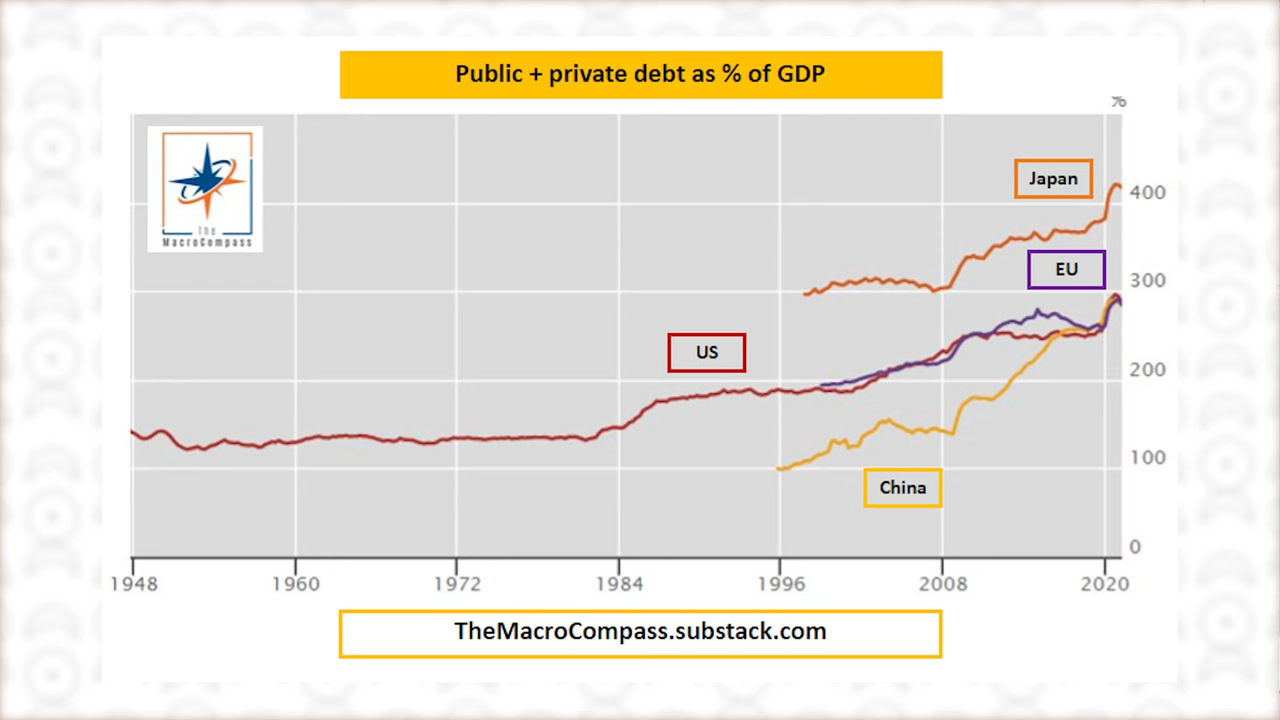 Public + private debt as % of GDP
%
The
MacroCompass
Japan
400
EU
300
US
200
100
China
0
1948 1960 1972 1984 1996 2008 2020
TheMacroCompass.substack.com